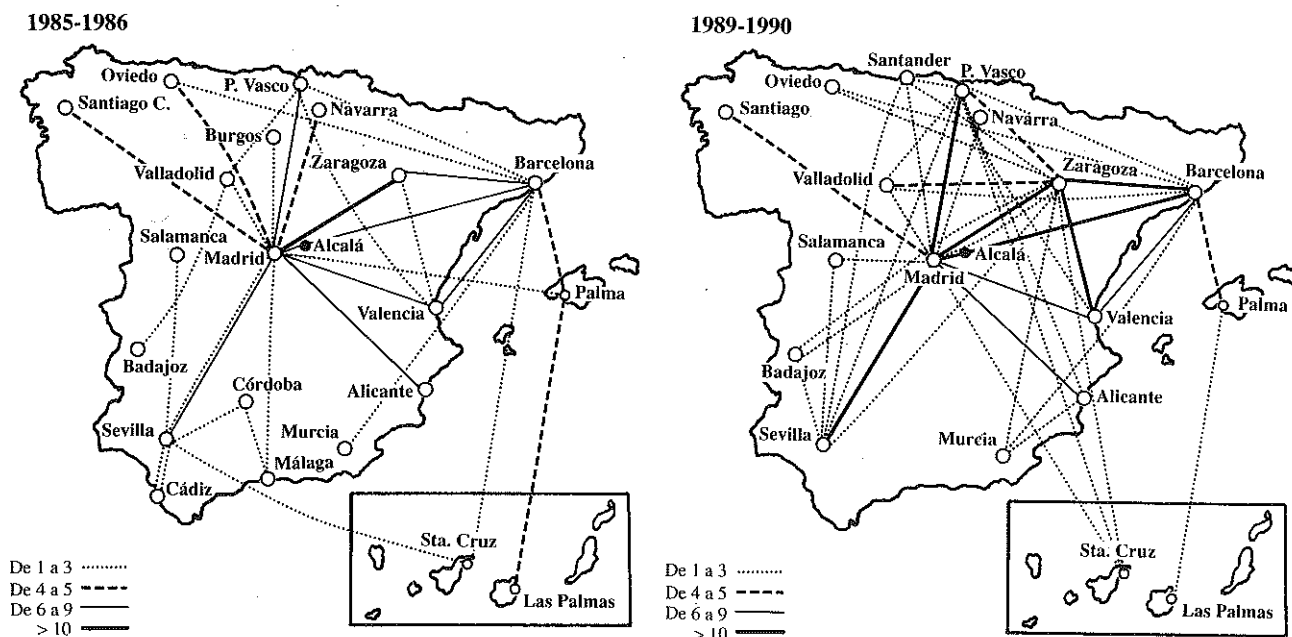 1985-1986
Oviedo
P. Vasco
Santiago C.
Navarra
Burgos
Zaragoza
Barcelona
Valladolid
Salamanca
Madrid
Alcalá
Palma
Valencia
Badajoz
Córdoba
Alicante
Sevilla
Murcia
Málaga
Cádiz
Sta. Cruz
Las Palmas
De 1 a 3
De 4 a 5
De 6 a 9
> 10
1989-1990
Santander
Oviedo
P. Vasco
Santiago
Navarra
Zaragoza
Barcelona
Valladolid
Salamanca
Alcalá
Madrid
Palma
Valencia
Badajoz
Alicante
Sevilla
Murcia
Sta. Cruz
Las Palmas
De 1 a 3
De 4 a 5
De 6 a 9
> 10